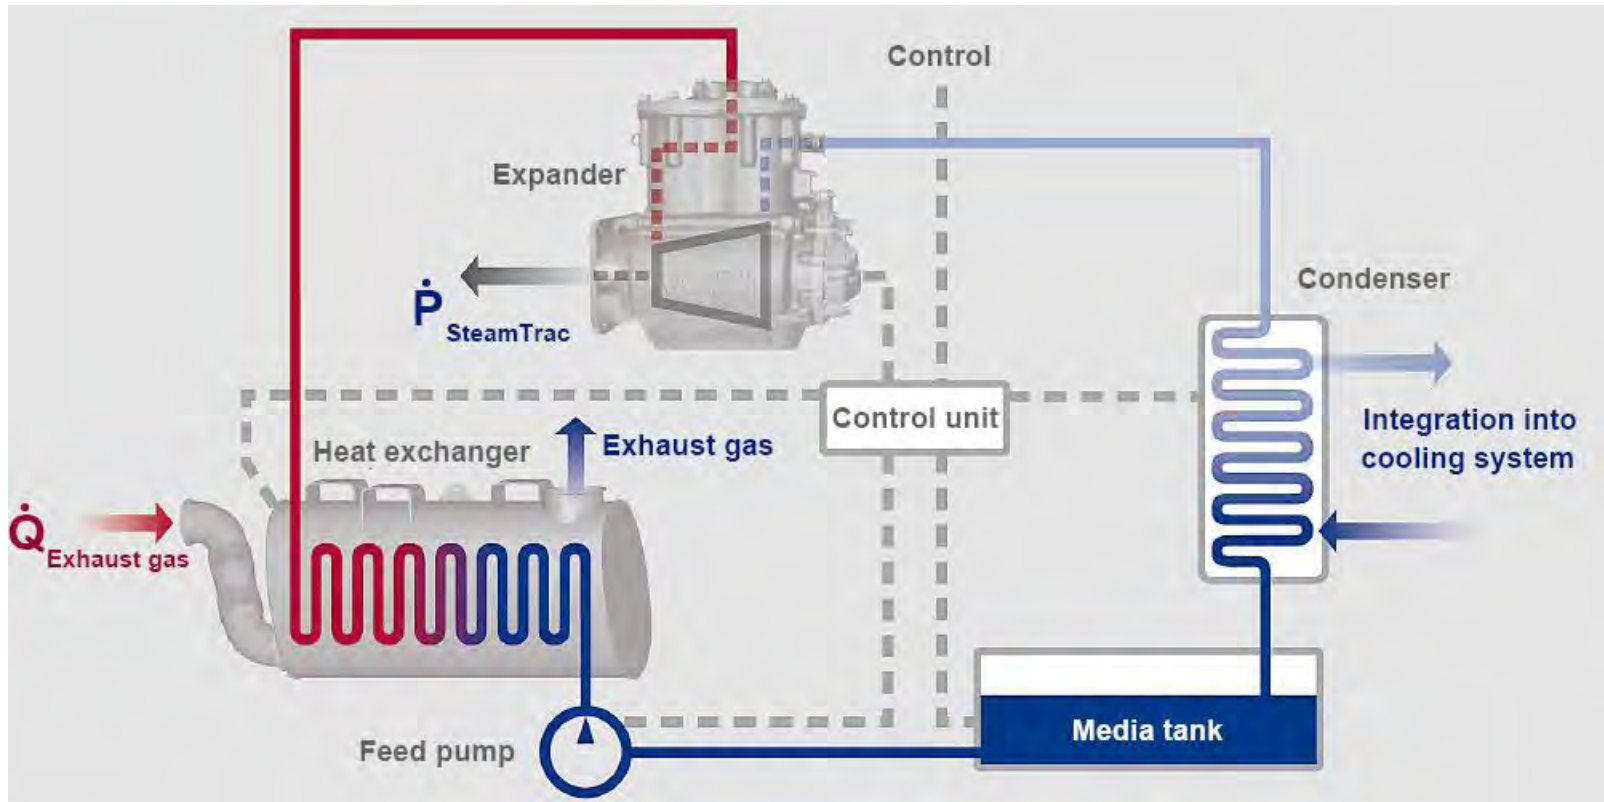 Control
Expander
Condenser
Ṗ
SteamTrac
Control unit
Integration into
cooling system
Heat exchanger
Exhaust gas
Q̇
Exhaust gas
Feed pump
Media tank